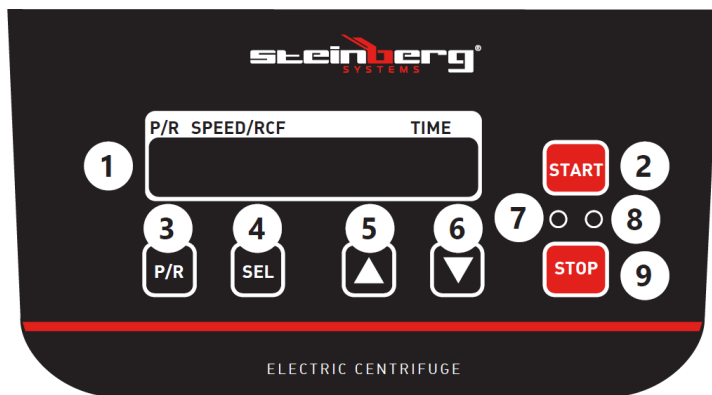 steinberg®
SYSTEMS
P/R SPEED/RCF TIME
1
START 2
7 8
3 4 5 6
P/R SEL STOP 9
ELECTRIC CENTRIFUGE